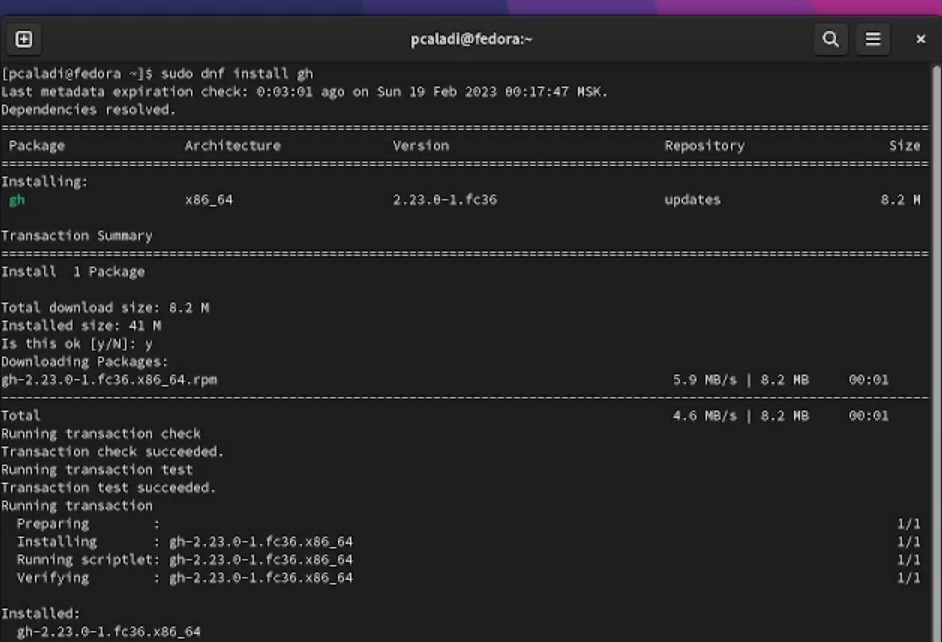 pcaladi@fedora:~
[pcaladi@fedora ~]$ sudo dnf install gh
Last metadata expiration check: 0:03:01 ago on Sun 19 Feb 2023 00:17:47 MSK.
Dependencies resolved.
================================================================================
Package Architecture Version Repository Size
================================================================================
Installing:
gh x86_64 2.23.0-1.fc36 updates 8.2 M
Transaction Summary
================================================================================
Install 1 Package
Total download size: 8.2 M
Installed size: 41 M
Is this ok [y/N]: y
Downloading Packages:
gh-2.23.0-1.fc36.x86_64.rpm 5.9 MB/s | 8.2 MB 00:01
--------------------------------------------------------------------------------
Total 4.6 MB/s | 8.2 MB 00:01
Running transaction check
Transaction check succeeded.
Running transaction test
Transaction test succeeded.
Running transaction
Preparing : 1/1
Installing : gh-2.23.0-1.fc36.x86_64 1/1
Running scriptlet: gh-2.23.0-1.fc36.x86_64 1/1
Verifying : gh-2.23.0-1.fc36.x86_64 1/1
Installed:
gh-2.23.0-1.fc36.x86_64